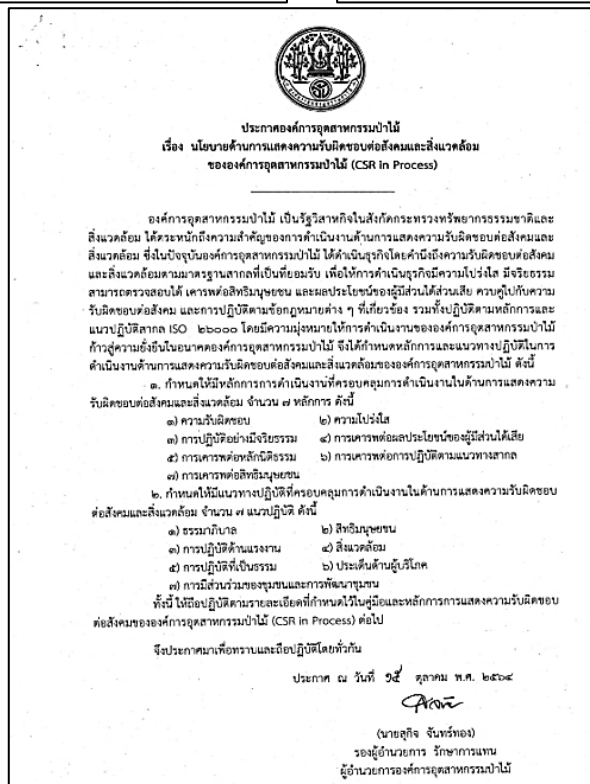 ประกาศองค์การอุตสาหกรรมป่าไม้
เรื่อง นโยบายด้านการแสดงความรับผิดชอบต่อสังคมและสิ่งแวดล้อม
ขององค์การอุตสาหกรรมป่าไม้ (CSR in Process)
องค์การอุตสาหกรรมป่าไม้ เป็นรัฐวิสาหกิจในสังกัดกระทรวงทรัพยากรธรรมชาติและ
สิ่งแวดล้อม ได้ตระหนักถึงความสำคัญของการดำเนินงานด้านการแสดงความรับผิดชอบต่อสังคมและ
สิ่งแวดล้อม ซึ่งในปัจจุบันองค์การอุตสาหกรรมป่าไม้ ได้ดำเนินธุรกิจโดยคำนึงถึงความรับผิดชอบต่อสังคม
และสิ่งแวดล้อมตามมาตรฐานสากลที่เป็นที่ยอมรับ เพื่อให้การดำเนินธุรกิจมีความโปร่งใส มีจริยธรรม
สามารถตรวจสอบได้ เคารพต่อสิทธิมนุษยชน และผลประโยชน์ของผู้มีส่วนได้ส่วนเสีย ควบคู่ไปกับความ
รับผิดชอบต่อสังคม และการปฏิบัติตามข้อกฎหมายต่าง ๆ ที่เกี่ยวข้อง รวมทั้งปฏิบัติตามหลักการและ
แนวปฏิบัติสากล ISO ๒๖๐๐๐ โดยมีความมุ่งหมายให้การดำเนินงานขององค์การอุตสาหกรรมป่าไม้
ก้าวสู่ความยั่งยืนในอนาคตองค์การอุตสาหกรรมป่าไม้ จึงได้กำหนดหลักการและแนวทางปฏิบัติในการ
ดำเนินงานด้านการแสดงความรับผิดชอบต่อสังคมและสิ่งแวดล้อมขององค์การอุตสาหกรรมป่าไม้ ดังนี้
๑. กำหนดให้มีหลักการการดำเนินงานที่ครอบคลุมการดำเนินงานในด้านการแสดงความ
รับผิดชอบต่อสังคมและสิ่งแวดล้อม จำนวน ๗ หลักการ ดังนี้
๑) ความรับผิดชอบ ๒) ความโปร่งใส
๓) การปฏิบัติอย่างมีจริยธรรม ๔) การเคารพต่อผลประโยชน์ของผู้มีส่วนได้เสีย
๕) การเคารพต่อหลักนิติธรรม ๖) การเคารพต่อการปฏิบัติตามแนวทางสากล
๗) การเคารพต่อสิทธิมนุษยชน
๒. กำหนดให้มีแนวทางปฏิบัติที่ครอบคลุมการดำเนินงานในด้านการแสดงความรับผิดชอบ
ต่อสังคมและสิ่งแวดล้อม จำนวน ๗ แนวปฏิบัติ ดังนี้
๑) ธรรมาภิบาล ๒) สิทธิมนุษยชน
๓) การปฏิบัติด้านแรงงาน ๔) สิ่งแวดล้อม
๕) การปฏิบัติที่เป็นธรรม ๖) ประเด็นด้านผู้บริโภค
๗) การมีส่วนร่วมของชุมชนและการพัฒนาชุมชน
ทั้งนี้ ให้ถือปฏิบัติตามรายละเอียดที่กำหนดไว้ในคู่มือและหลักการการแสดงความรับผิดชอบ
ต่อสังคมขององค์การอุตสาหกรรมป่าไม้ (CSR in Process) ต่อไป
จึงประกาศมาเพื่อทราบและถือปฏิบัติโดยทั่วกัน
ประกาศ ณ วันที่ ๑๕ ตุลาคม พ.ศ. ๒๕๖๔
(นายสุกิจ จันทร์ทอง)
รองผู้อำนวยการ รักษาการแทน
ผู้อำนวยการองค์การอุตสาหกรรมป่าไม้